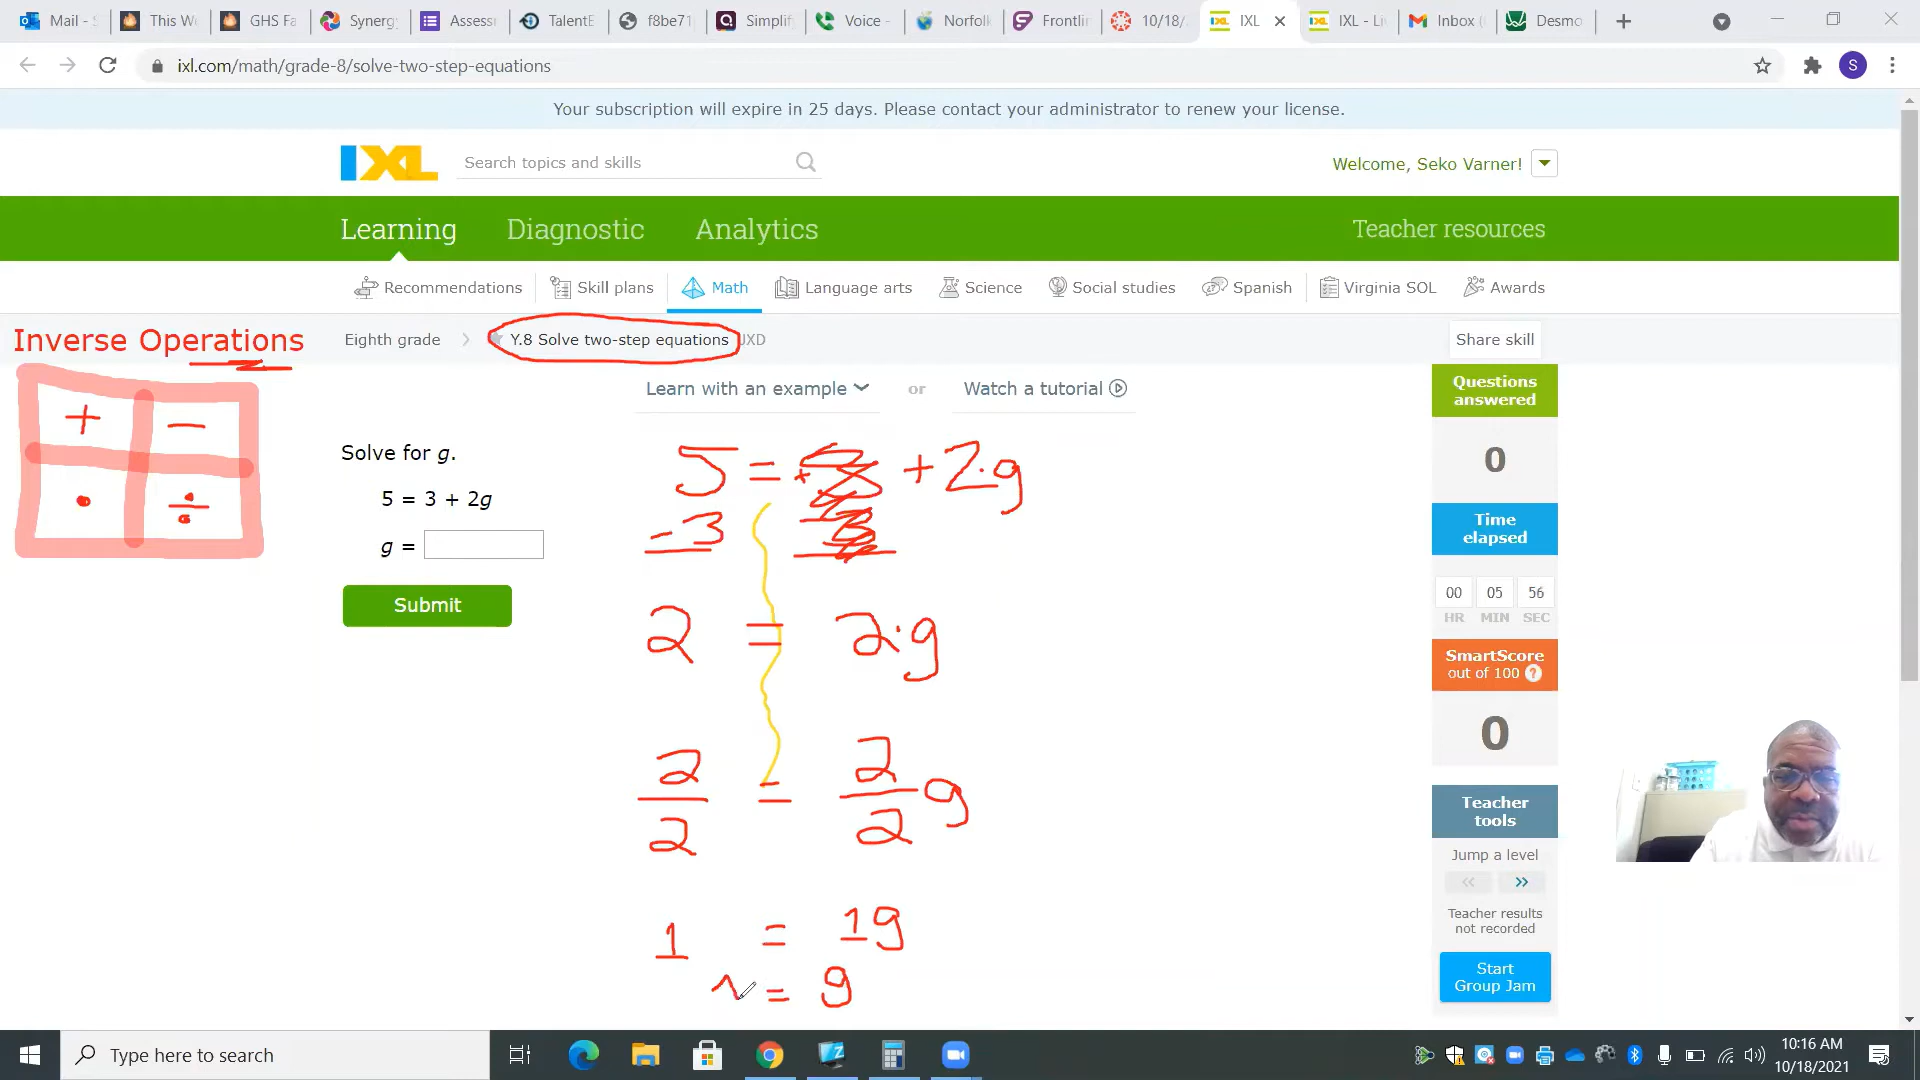 Mail - S
This We
GHS Fa
Synergy
Assessm
TalentE
f8be71
Simplify
Voice -
Norfolk
Frontlin
10/18/
IXL
IXL - Liv
Inbox (
Desmo
ixl.com/math/grade-8/solve-two-step-equations
S
Your subscription will expire in 25 days. Please contact your administrator to renew your license.
IXL
Search topics and skills
Welcome, Seko Varner!
Learning
Diagnostic
Analytics
Teacher resources
Recommendations
Skill plans
Math
Language arts
Science
Social studies
Spanish
Virginia SOL
Awards
Inverse Operations
Eighth grade
Y.8 Solve two-step equations
JXD
Share skill
Learn with an example
or
Watch a tutorial
+ −
· ÷
Solve for g.
5 = 3 + 2g
g =
Submit
5 = + + 2·g
-3
2 = 2·g
2/2 = 2/2 g
1 = 1g
= g
Questions
answered
0
Time
elapsed
00 05 56
HR MIN SEC
SmartScore
out of 100 ?
0
Teacher
tools
Jump a level
Teacher results
not recorded
Start
Group Jam
Type here to search
10:16 AM
10/18/2021